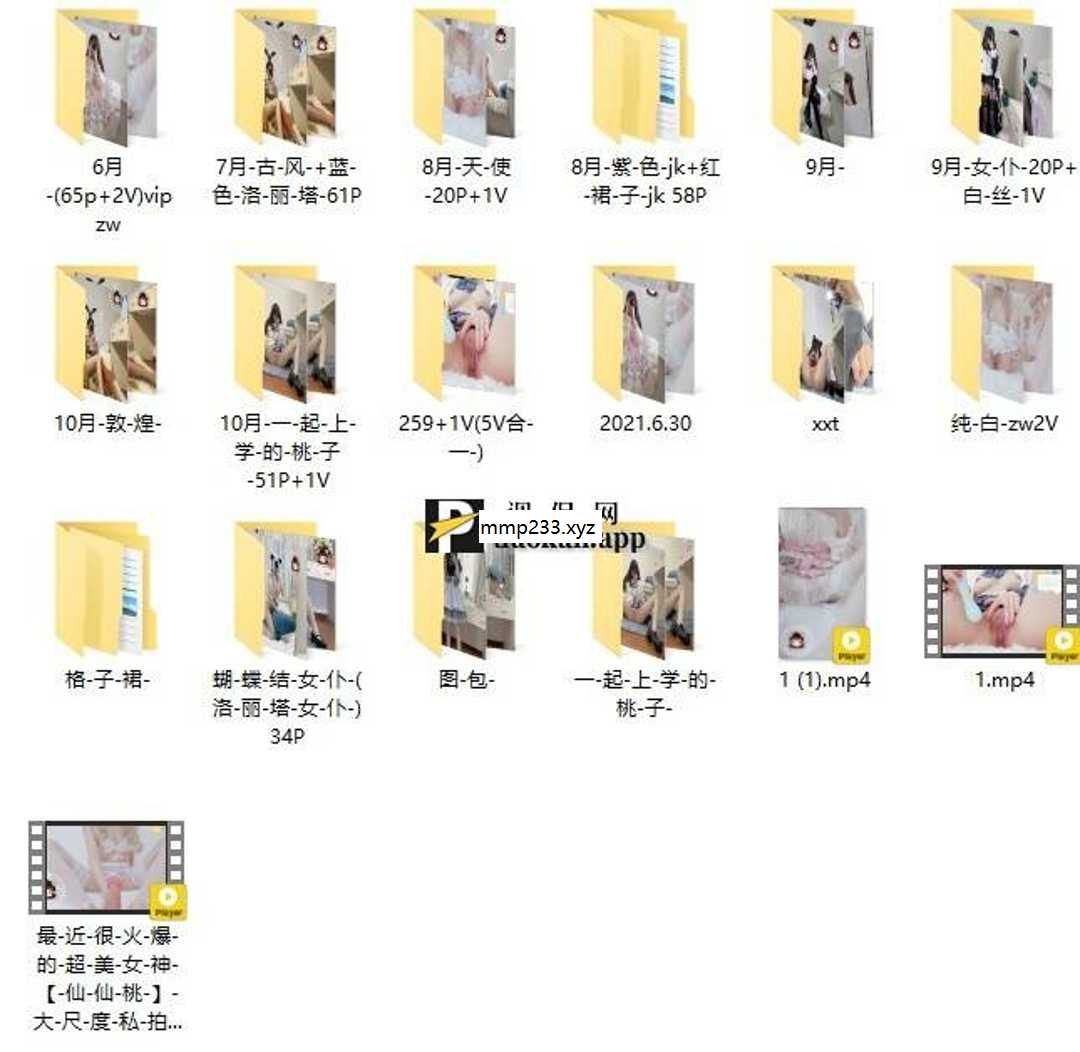 6月
-(65p+2V)vip
zw
7月-古-风-+蓝-
色-洛-丽-塔-61P
8月-天-使
-20P+1V
8月-紫-色-jk+红
-裙-子-jk 58P
9月-
9月-女-仆-20P+
白-丝-1V
10月-敦-煌-
10月-一-起-上-
学-的-桃-子
-51P+1V
259+1V(5V合-
一-)
2021.6.30
xxt
纯-白-zw2V
mmp233.xyz
格-子-裙-
蝴-蝶-结-女-仆-(
洛-丽-塔-女-仆-)
34P
图-包-
一-起-上-学-的-
桃-子-
Player
1 (1).mp4
Player
1.mp4
Player
最-近-很-火-爆-
的-超-美-女-神-
【-仙-仙-桃-】-
大-尺-度-私-拍...